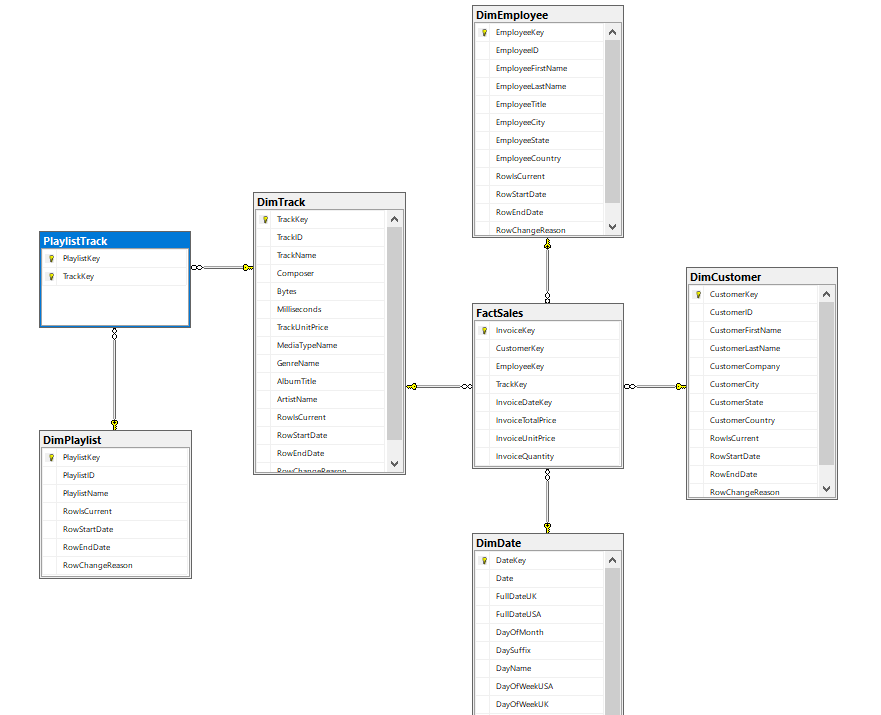 DimEmployee
EmployeeKey
EmployeeID
EmployeeFirstName
EmployeeLastName
EmployeeTitle
EmployeeCity
EmployeeState
EmployeeCountry
RowIsCurrent
RowStartDate
RowEndDate
RowChangeReason
DimTrack
TrackKey
TrackID
TrackName
Composer
Bytes
Milliseconds
TrackUnitPrice
MediaTypeName
GenreName
AlbumTitle
ArtistName
RowIsCurrent
RowStartDate
RowEndDate
RowChangeReason
PlaylistTrack
PlaylistKey
TrackKey
DimPlaylist
PlaylistKey
PlaylistID
PlaylistName
RowIsCurrent
RowStartDate
RowEndDate
RowChangeReason
FactSales
InvoiceKey
CustomerKey
EmployeeKey
TrackKey
InvoiceDateKey
InvoiceTotalPrice
InvoiceUnitPrice
InvoiceQuantity
DimCustomer
CustomerKey
CustomerID
CustomerFirstName
CustomerLastName
CustomerCompany
CustomerCity
CustomerState
CustomerCountry
RowIsCurrent
RowStartDate
RowEndDate
RowChangeReason
DimDate
DateKey
Date
FullDateUK
FullDateUSA
DayOfMonth
DaySuffix
DayName
DayOfWeekUSA
DayOfWeekUK